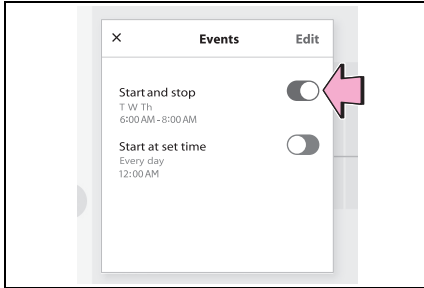 × Events Edit
Start and stop
T W Th
6:00 AM - 8:00 AM
Start at set time
Every day
12:00 AM